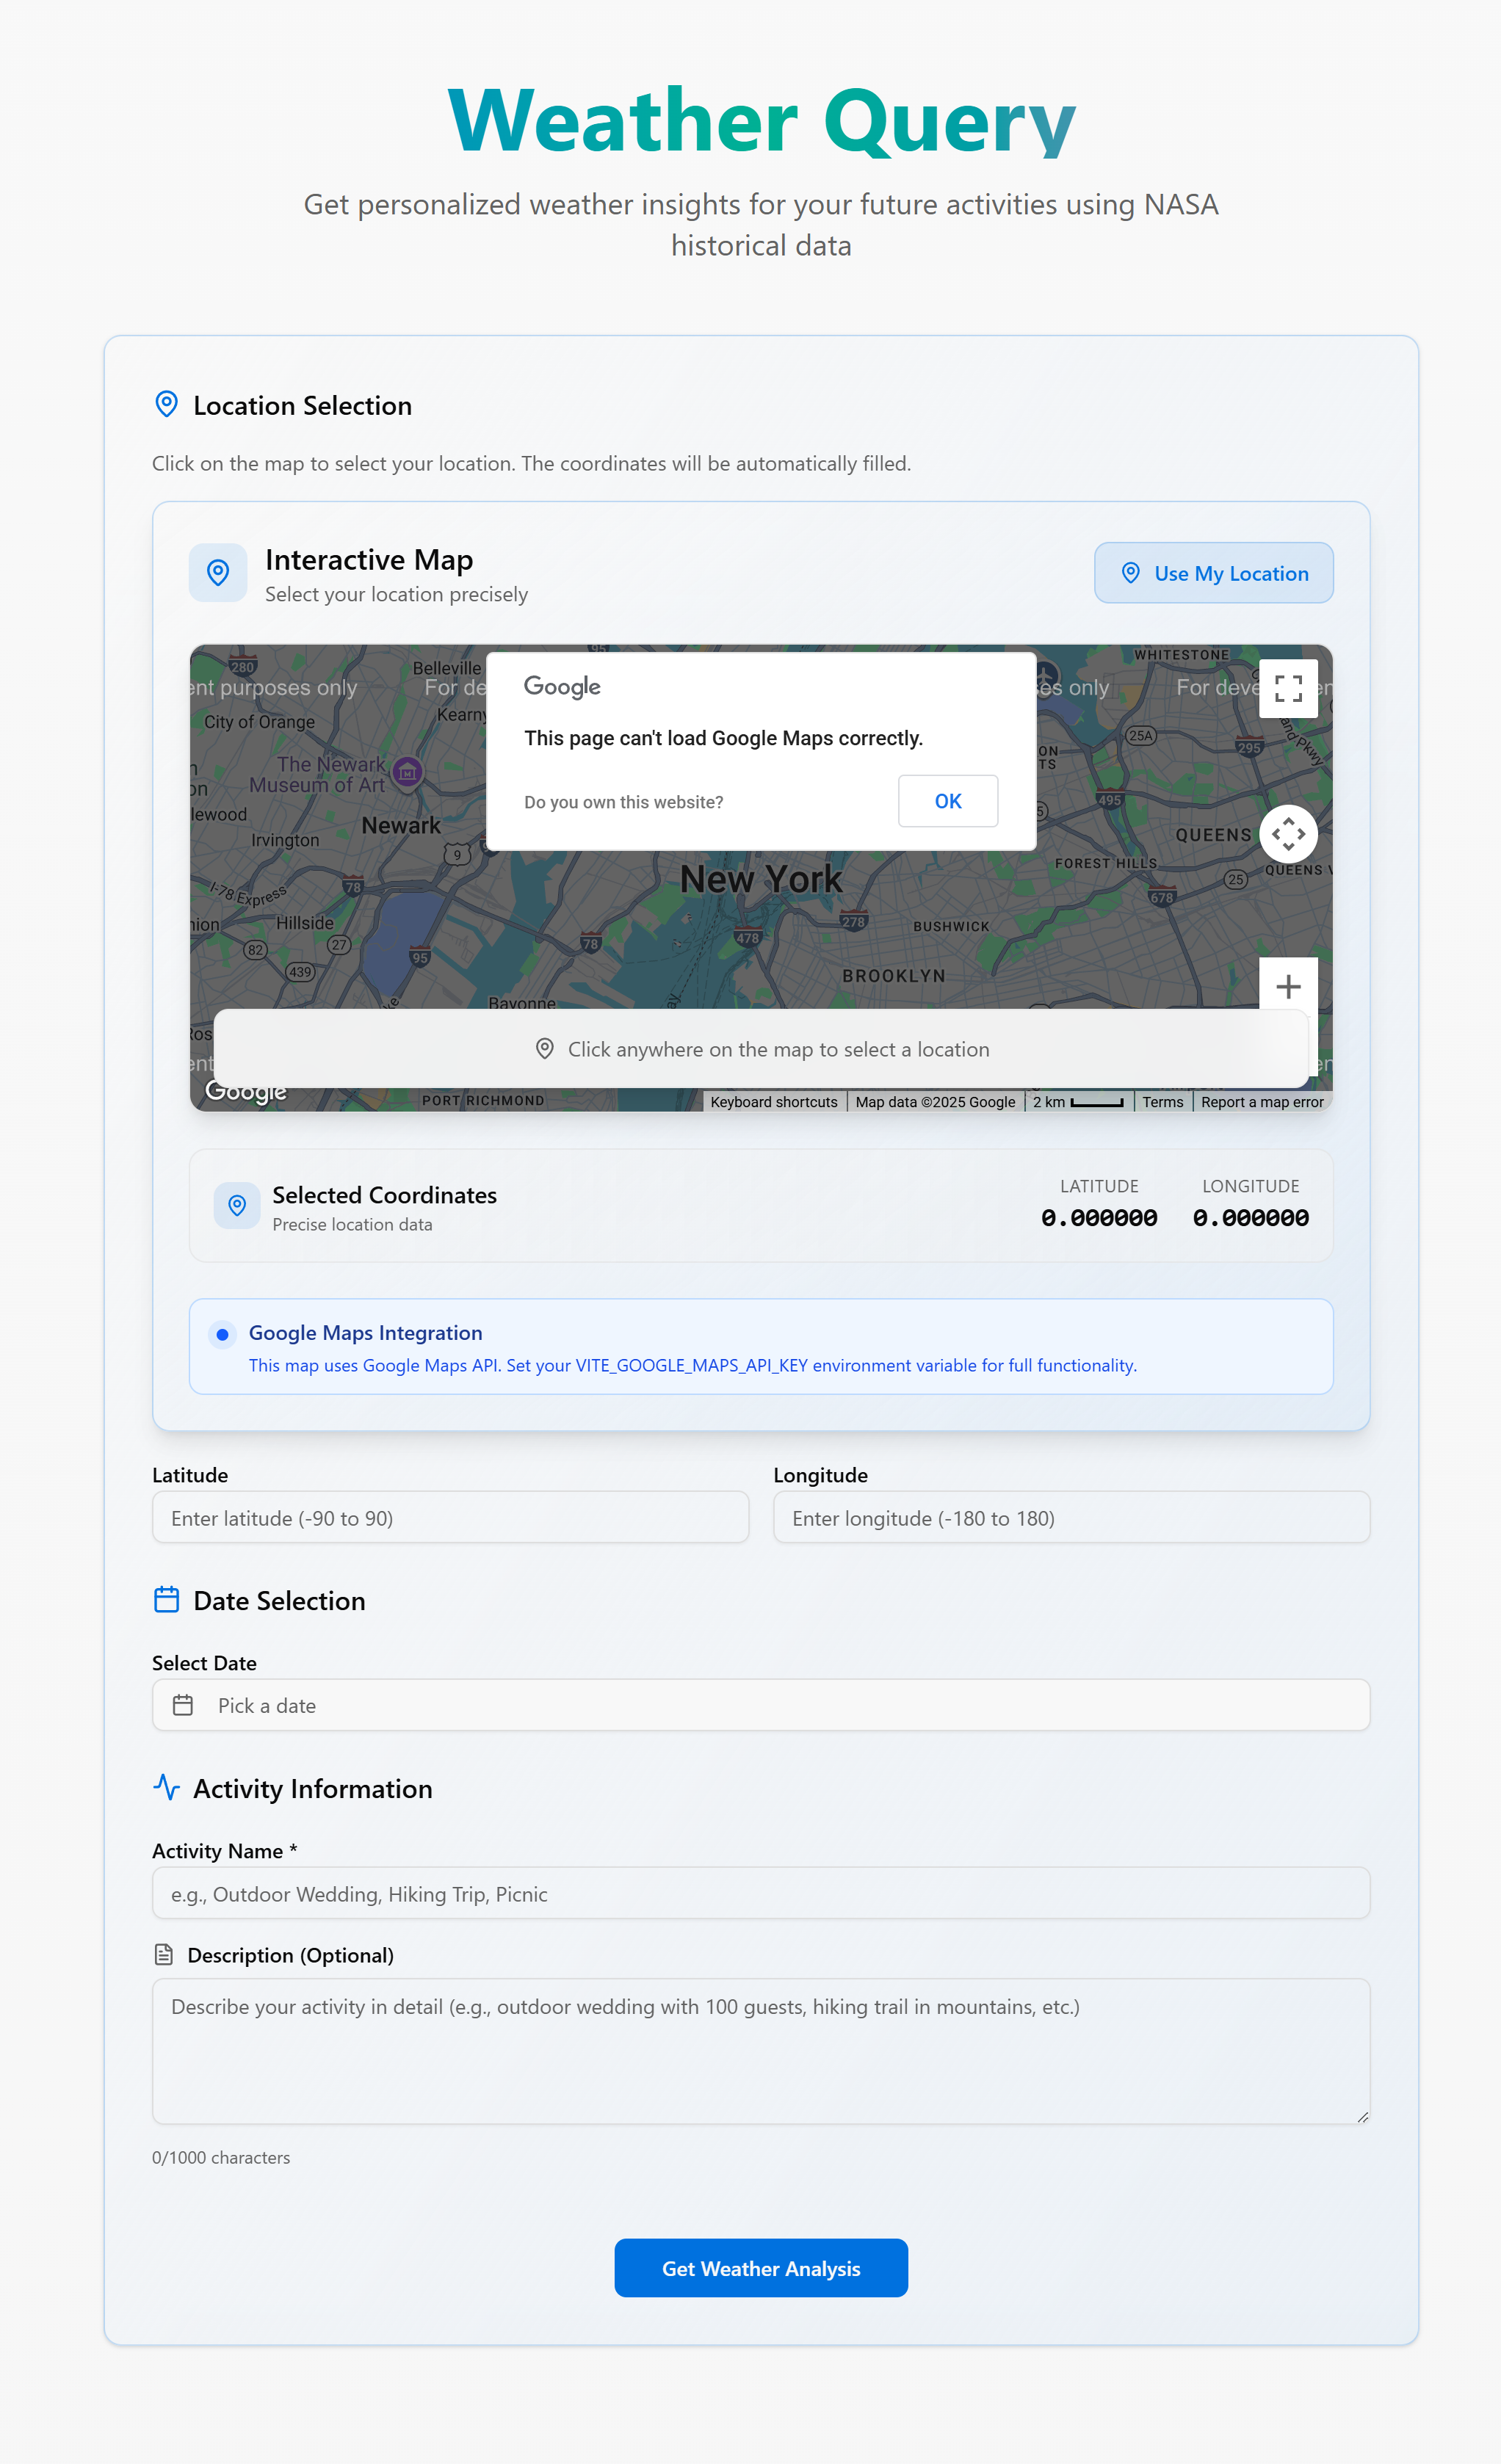 Weather Query
Get personalized weather insights for your future activities using NASA
historical data
Location Selection
Click on the map to select your location. The coordinates will be automatically filled.
Interactive Map
Select your location precisely
Use My Location
280
Belleville
95
WHITESTONE
ent purposes only
For de
es only
For deve
en
City of Orange
Kearny
Google
This page can't load Google Maps correctly.
Do you own this website?
OK
25A
295
and Pkwy
The Newark
Museum of Art
495
lewood
Newark
Irvington
9
QUEENS
FOREST HILLS
QUEENS V
I-78 Express
78
New York
25
678
Hillside
278
BUSHWICK
82
27
78
478
95
439
BROOKLYN
Bayonne
Click anywhere on the map to select a location
Google
PORT RICHMOND
Keyboard shortcuts
Map data ©2025 Google
2 km
Terms
Report a map error
Selected Coordinates
Precise location data
LATITUDE
0.000000
LONGITUDE
0.000000
Google Maps Integration
This map uses Google Maps API. Set your VITE_GOOGLE_MAPS_API_KEY environment variable for full functionality.
Latitude
Longitude
Enter latitude (-90 to 90)
Enter longitude (-180 to 180)
Date Selection
Select Date
Pick a date
Activity Information
Activity Name *
e.g., Outdoor Wedding, Hiking Trip, Picnic
Description (Optional)
Describe your activity in detail (e.g., outdoor wedding with 100 guests, hiking trail in mountains, etc.)
0/1000 characters
Get Weather Analysis